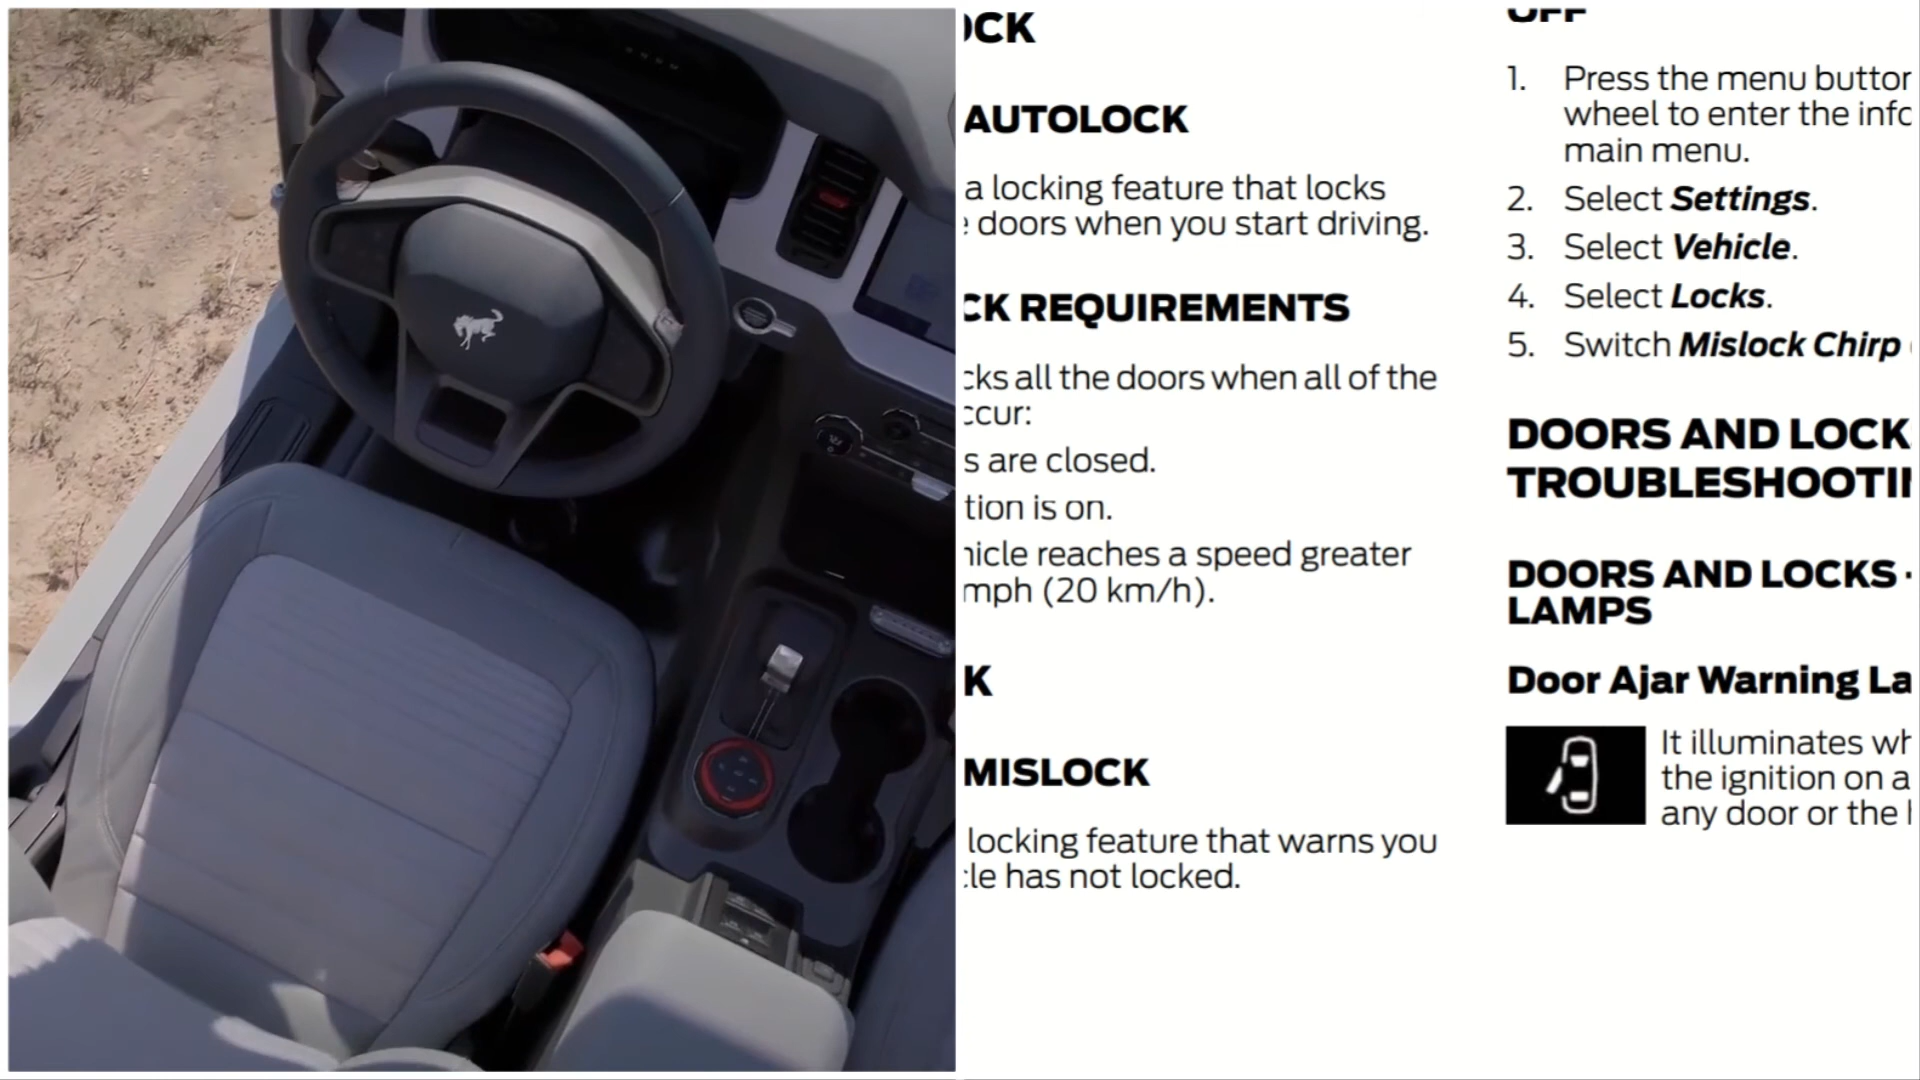 OCK
AUTOLOCK
a locking feature that locks
doors when you start driving.
CK REQUIREMENTS
cks all the doors when all of the
ccur:
s are closed.
tion is on.
hicle reaches a speed greater
mph (20 km/h).
K
MISLOCK
locking feature that warns you
cle has not locked.
OFF
1. Press the menu button
wheel to enter the info
main menu.
2. Select Settings.
3. Select Vehicle.
4. Select Locks.
5. Switch Mislock Chirp
DOORS AND LOCK
TROUBLESHOOTI
DOORS AND LOCKS
LAMPS
Door Ajar Warning La
It illuminates wh
the ignition on a
any door or the